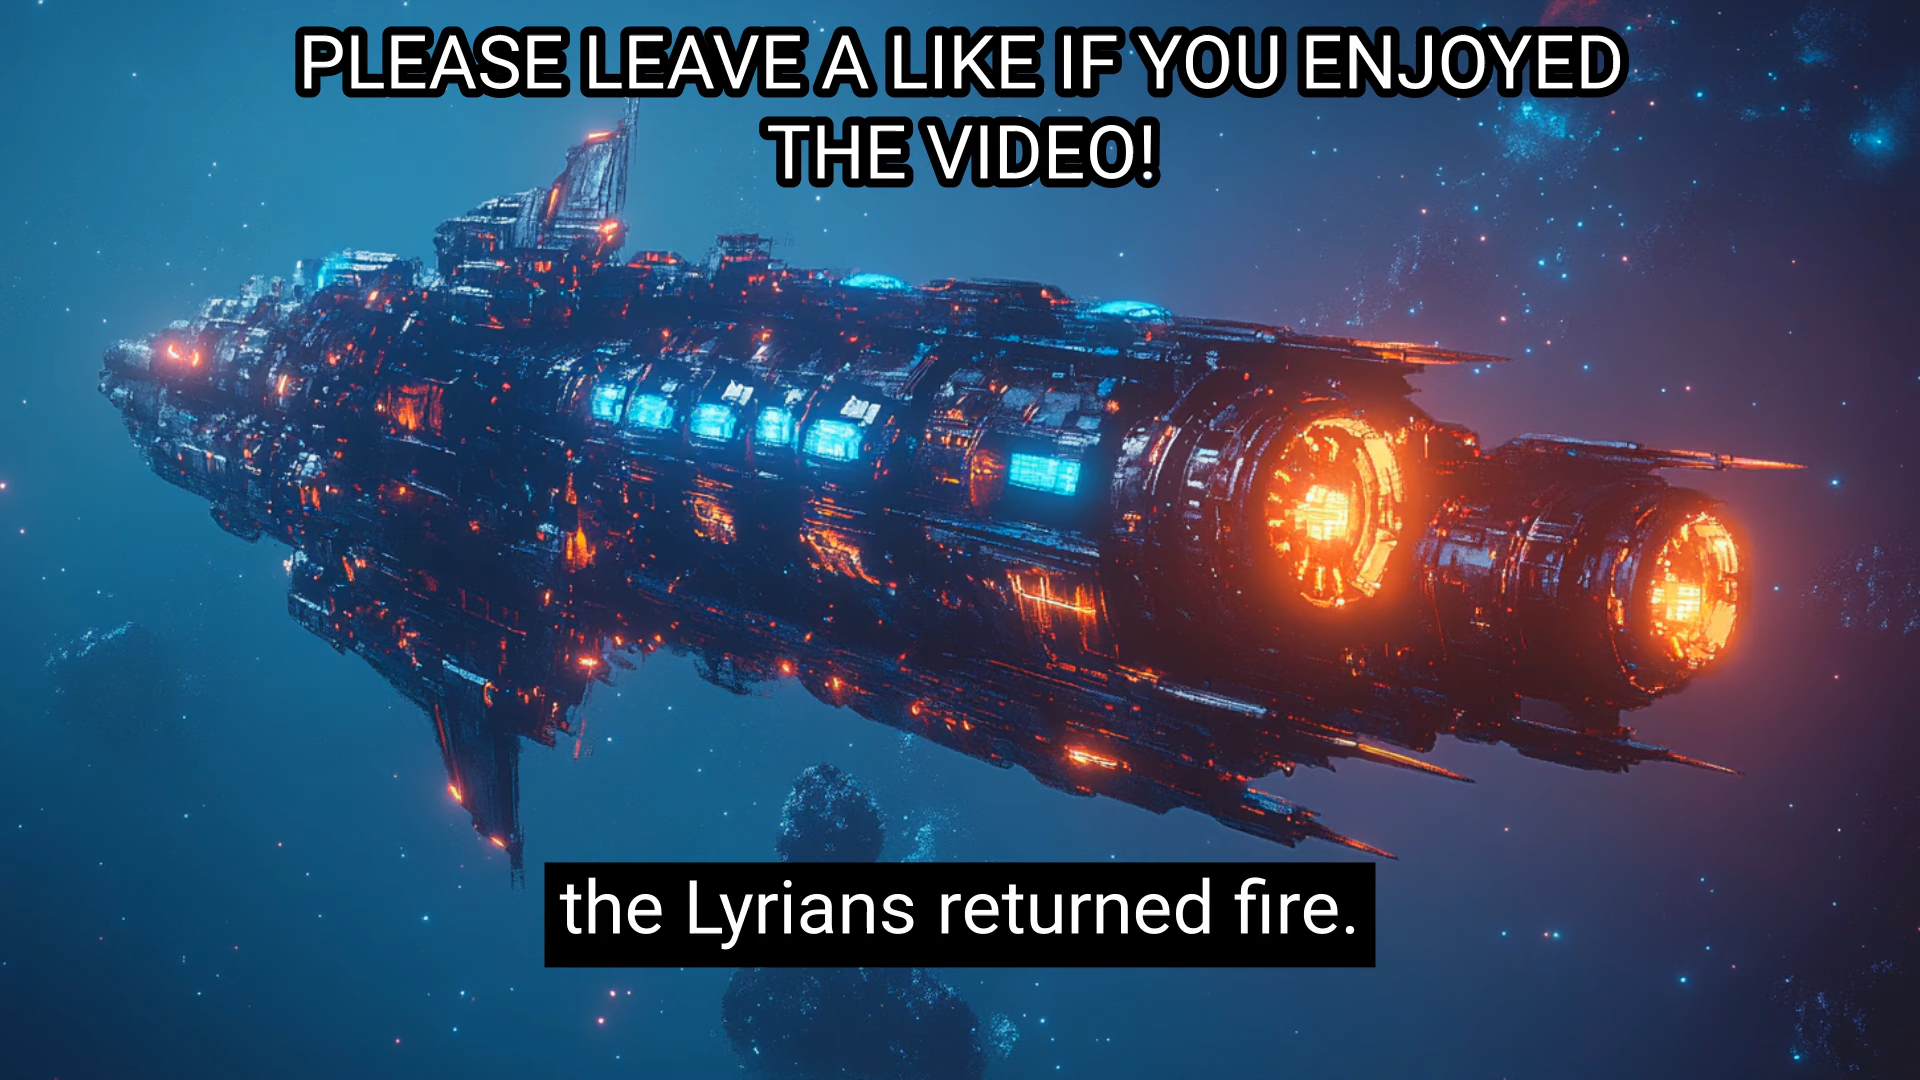 PLEASE LEAVE A LIKE IF YOU ENJOYED
THE VIDEO!
the Lyrians returned fire.